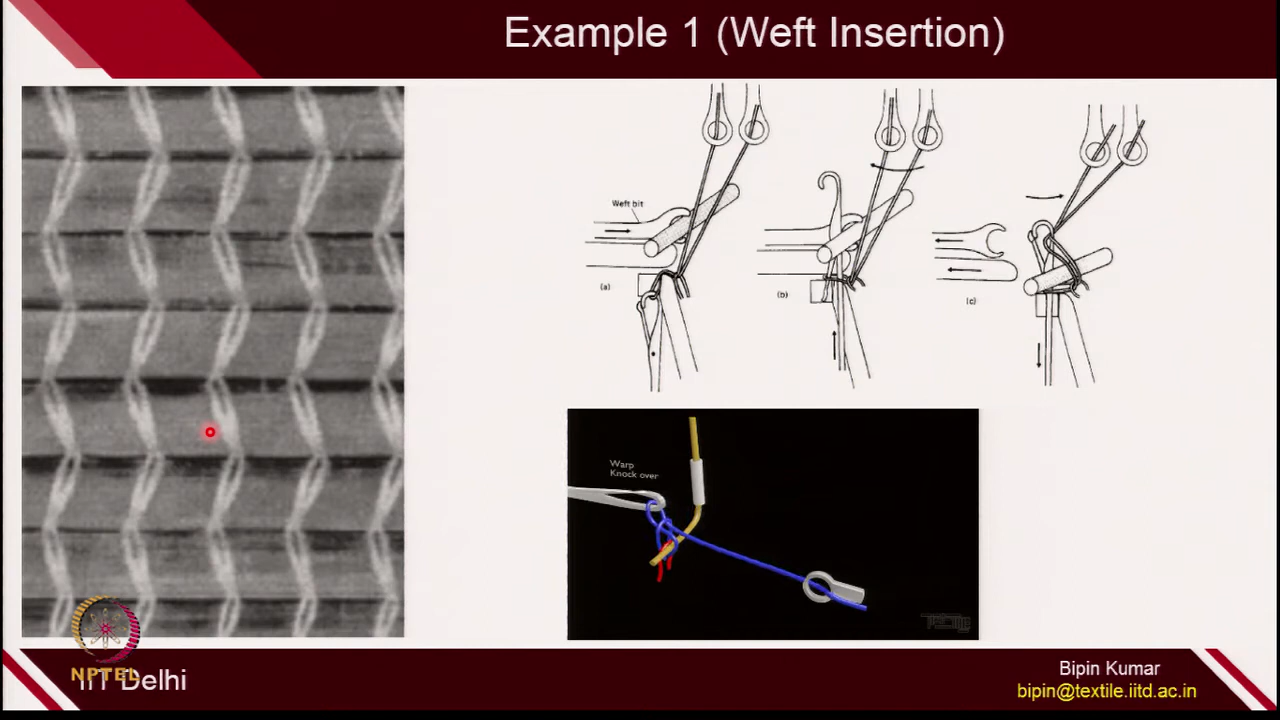 Example 1 (Weft Insertion)
Weft bit
(a)
(b)
(c)
Warp
Knock over
NPTEL
IIT Delhi
Bipin Kumar
bipin@textile.iitd.ac.in